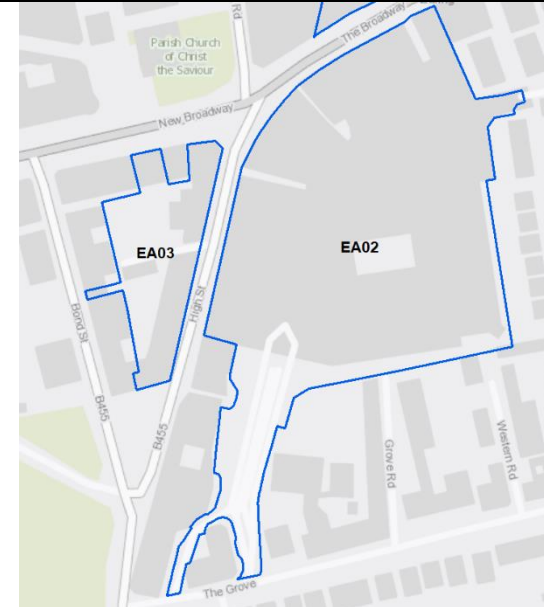 Rd
The Broadway
Parish Church
of Christ
the Saviour
New Broadway
EA03
EA02
High St
Bond St
B455
B455
Grove Rd
Western Rd
The Grove